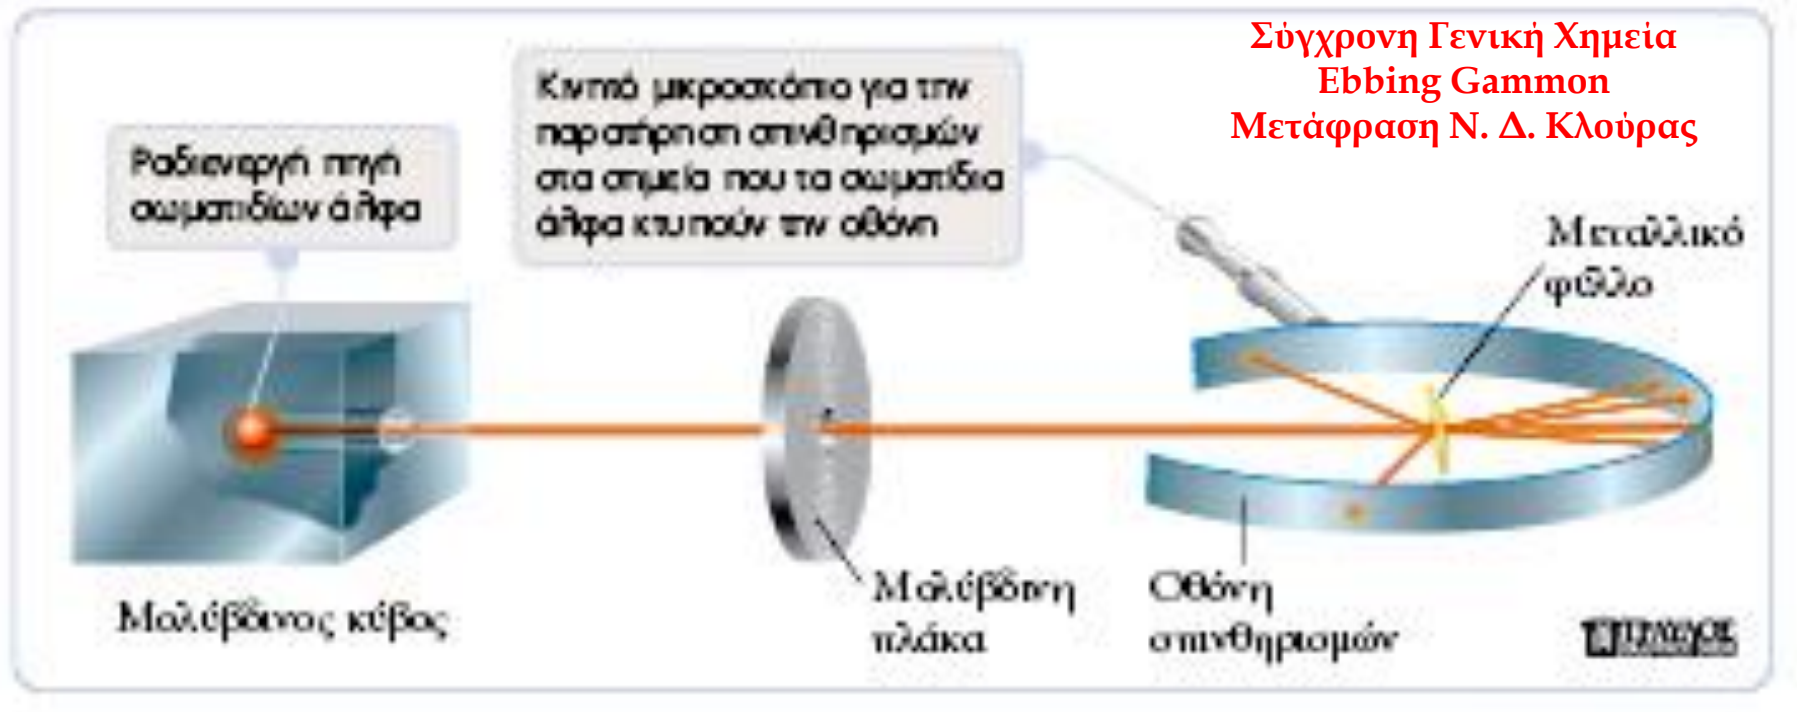 Σύγχρονη Γενική Χημεία
Ebbing Gammon
Μετάφραση Ν. Δ. Κλούρας
Κινητό μικροσκόπιο για την
παρατήρηση σπινθηρισμών
στα σημεία που τα σωματίδια
άλφα κτυπούν την οθόνη
Ραδιενεργή πηγή
σωματιδίων άλφα
Μεταλλικό
φύλλο
Μολύβδινος κύβος
Μολύβδινη
πλάκα
Οθόνη
σπινθηρισμών
ΤΡΑΥΛΟΣ